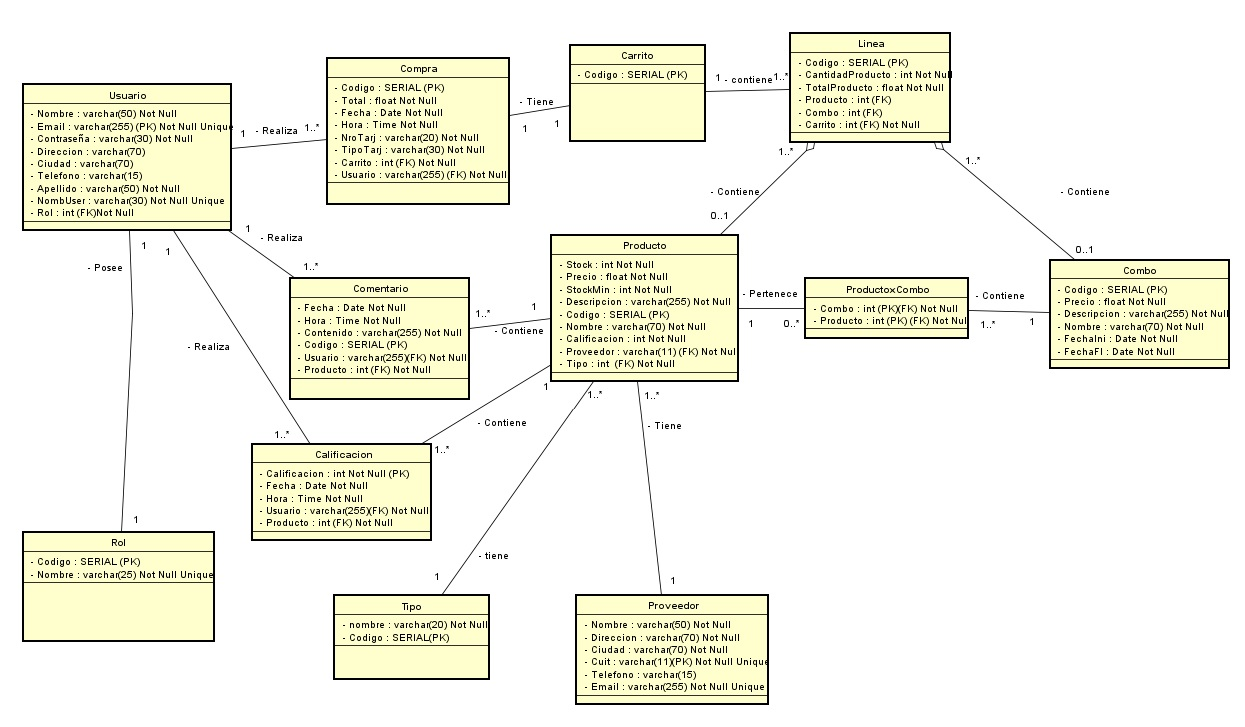 Usuario
- Nombre : varchar(50) Not Null
- Email : varchar(255) (PK) Not Null Unique
- Contraseña : varchar(30) Not Null
- Direccion : varchar(70)
- Ciudad : varchar(70)
- Telefono : varchar(15)
- Apellido : varchar(50) Not Null
- NombUser : varchar(30) Not Null Unique
- Rol : int (FK)Not Null
1
- Realiza
1..*
Compra
- Codigo : SERIAL (PK)
- Total : float Not Null
- Fecha : Date Not Null
- Hora : Time Not Null
- NroTarj : varchar(20) Not Null
- TipoTarj : varchar(30) Not Null
- Carrito : int (FK) Not Null
- Usuario : varchar(255) (FK) Not Null
- Tiene
1
1
Carrito
- Codigo : SERIAL (PK)
1
- contiene
1..*
Linea
- Codigo : SERIAL (PK)
- CantidadProducto : int Not Null
- TotalProducto : float Not Null
- Producto : int (FK)
- Combo : int (FK)
- Carrito : int (FK) Not Null
1..*
- Contiene
0..1
1..*
- Contiene
0..1
1
- Posee
1
1
- Realiza
1..*
1
- Realiza
1..*
Comentario
- Fecha : Date Not Null
- Hora : Time Not Null
- Contenido : varchar(255) Not Null
- Codigo : SERIAL (PK)
- Usuario : varchar(255)(FK) Not Null
- Producto : int (FK) Not Null
1..*
1
- Contiene
Producto
- Stock : int Not Null
- Precio : float Not Null
- StockMin : int Not Null
- Descripcion : varchar(255) Not Null
- Codigo : SERIAL (PK)
- Nombre : varchar(70) Not Null
- Calificacion : int Not Null
- Proveedor : varchar(11) (FK) Not Null
- Tipo : int (FK) Not Null
- Pertenece
1
0..*
ProductoxCombo
- Combo : int (PK)(FK) Not Null
- Producto : int (PK) (FK) Not Null
- Contiene
1..*
1
Combo
- Codigo : SERIAL (PK)
- Precio : float Not Null
- Descripcion : varchar(255) Not Null
- Nombre : varchar(70) Not Null
- FechaIni : Date Not Null
- FechaFI : Date Not Null
1
- Contiene
1..*
Calificacion
- Calificacion : int Not Null (PK)
- Fecha : Date Not Null
- Hora : Time Not Null
- Usuario : varchar(255)(FK) Not Null
- Producto : int (FK) Not Null
1..*
- tiene
1
1..*
- Tiene
1
Rol
- Codigo : SERIAL (PK)
- Nombre : varchar(25) Not Null Unique
Tipo
- nombre : varchar(20) Not Null
- Codigo : SERIAL(PK)
Proveedor
- Nombre : varchar(50) Not Null
- Direccion : varchar(70) Not Null
- Ciudad : varchar(70) Not Null
- Cuit : varchar(11)(PK) Not Null Unique
- Telefono : varchar(15)
- Email : varchar(255) Not Null Unique